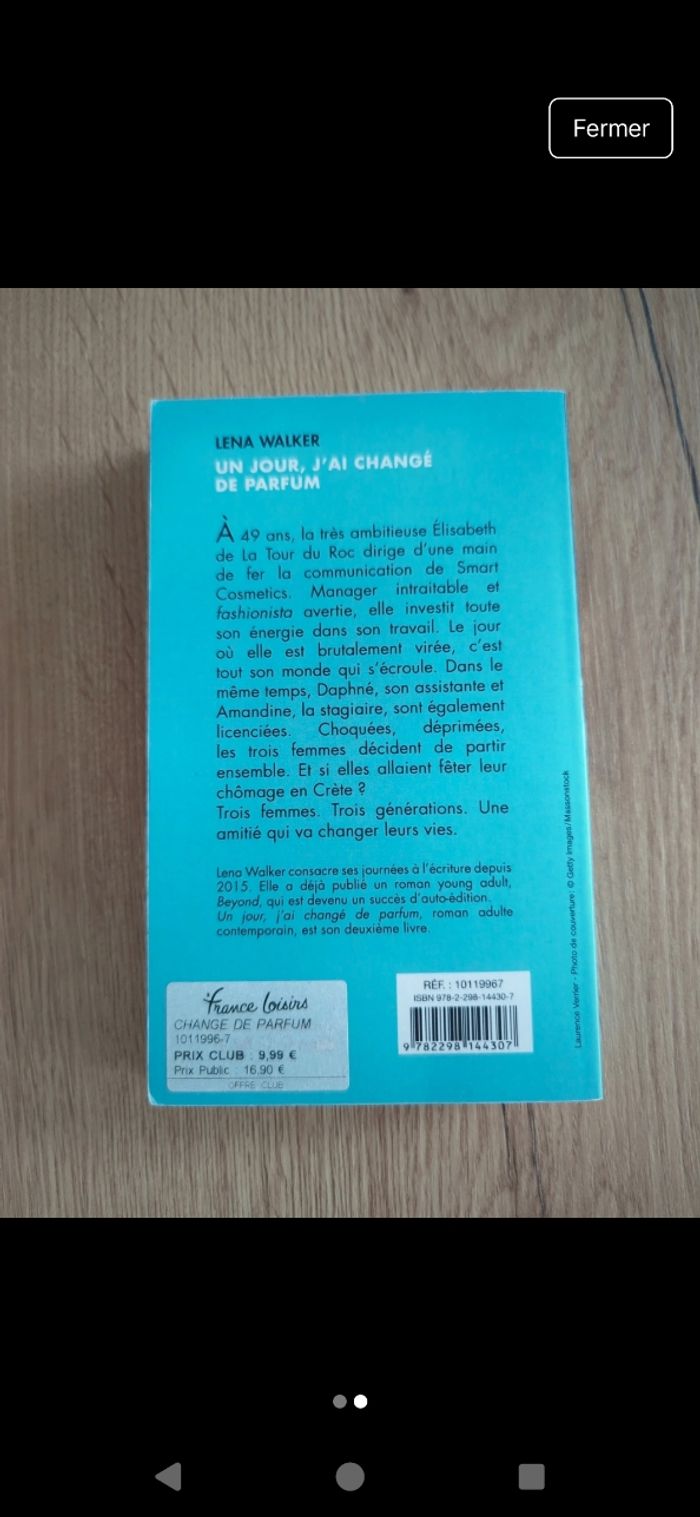 Fermer
LENA WALKER
UN JOUR, J'AI CHANGÉ
DE PARFUM
À 49 ans, la très ambitieuse Élisabeth
de La Tour du Roc dirige d'une main
de fer la communication de Smart
Cosmetics. Manager intraitable et
fashionista avertie, elle investit toute
son énergie dans son travail. Le jour
où elle est brutalement virée, c'est
tout son monde qui s'écroule. Dans le
même temps, Daphné, son assistante et
Amandine, la stagiaire, sont également
licenciées. Choquées, déprimées,
les trois femmes décident de partir
ensemble. Et si elles allaient fêter leur
chômage en Crète ?
Trois femmes. Trois générations. Une
amitié qui va changer leurs vies.
Lena Walker consacre ses journées à l'écriture depuis
2015. Elle a déjà publié un roman young adult,
Beyond, qui est devenu un succès d'auto-édition.
Un jour, j'ai changé de parfum, roman adulte
contemporain, est son deuxième livre.
France Loisirs
CHANGE DE PARFUM
1011996-7
PRIX CLUB : 9,99 €
Prix Public : 16,90 €
OFFRE CLUB
RÉF. : 10119967
ISBN 978-2-298-14430-7
9 782298 144307
Laurence Verrier - Photo de couverture : © Getty Images/Massonstock